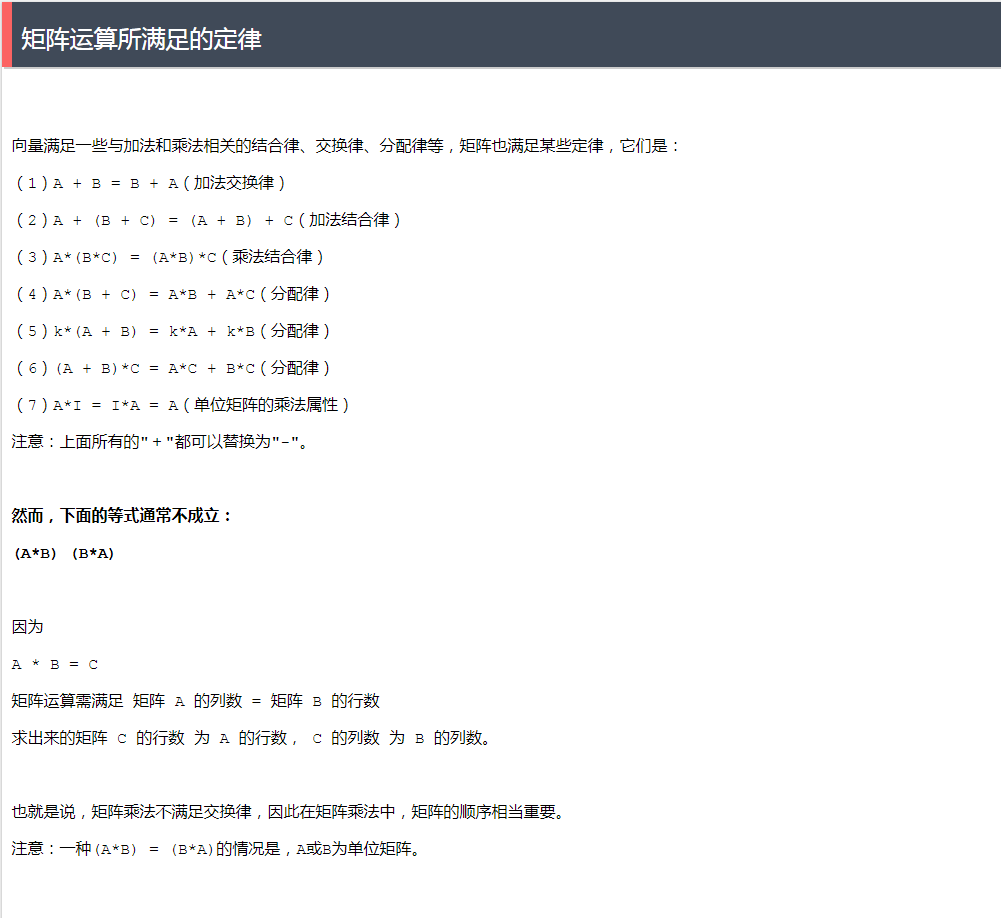 矩阵运算所满足的定律
向量满足一些与加法和乘法相关的结合律、交换律、分配律等，矩阵也满足某些定律，它们是：
（1）A + B = B + A（加法交换律）
（2）A + (B + C) = (A + B) + C（加法结合律）
（3）A*(B*C) = (A*B)*C（乘法结合律）
（4）A*(B + C) = A*B + A*C（分配律）
（5）k*(A + B) = k*A + k*B（分配律）
（6）(A + B)*C = A*C + B*C（分配律）
（7）A*I = I*A = A（单位矩阵的乘法属性）
注意：上面所有的"＋"都可以替换为"-"。
然而，下面的等式通常不成立：
(A*B) (B*A)
因为
A * B = C
矩阵运算需满足 矩阵 A 的列数 = 矩阵 B 的行数
求出来的矩阵 C 的行数 为 A 的行数， C 的列数 为 B 的列数。
也就是说，矩阵乘法不满足交换律，因此在矩阵乘法中，矩阵的顺序相当重要。
注意：一种(A*B) = (B*A)的情况是，A或B为单位矩阵。